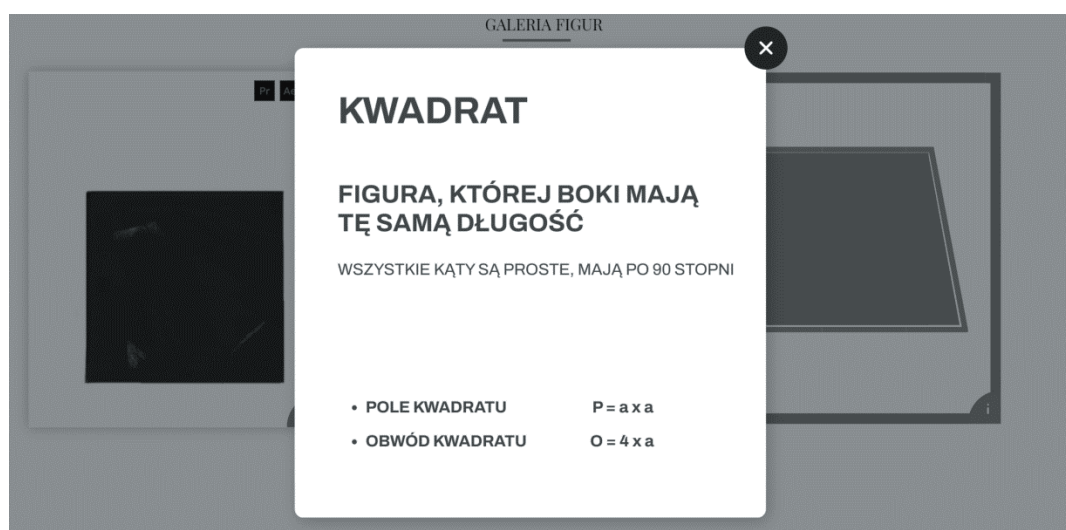 GALERIA FIGUR
Pr
KWADRAT
FIGURA, KTÓREJ BOKI MAJĄ
TĘ SAMĄ DŁUGOŚĆ
WSZYSTKIE KĄTY SĄ PROSTE, MAJĄ PO 90 STOPNI
• POLE KWADRATU P = a x a
• OBWÓD KWADRATU O = 4 x a
i